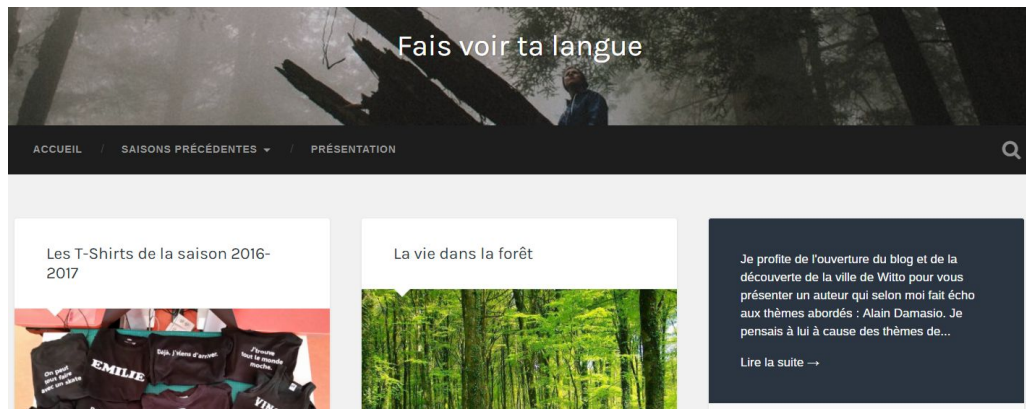 Fais voir ta langue
ACCUEIL / SAISONS PRÉCÉDENTES / PRÉSENTATION
Les T-Shirts de la saison 2016-
2017
On peut
tout faire
avec un skate
EMILIE
Déjà, j'viens d'arriver.
J'trouve
tout le monde
moche.
La vie dans la forêt
Je profite de l'ouverture du blog et de la
découverte de la ville de Witto pour vous
présenter un auteur qui selon moi fait écho
aux thèmes abordés : Alain Damasio. Je
pensais à lui à cause des thèmes de...
Lire la suite →